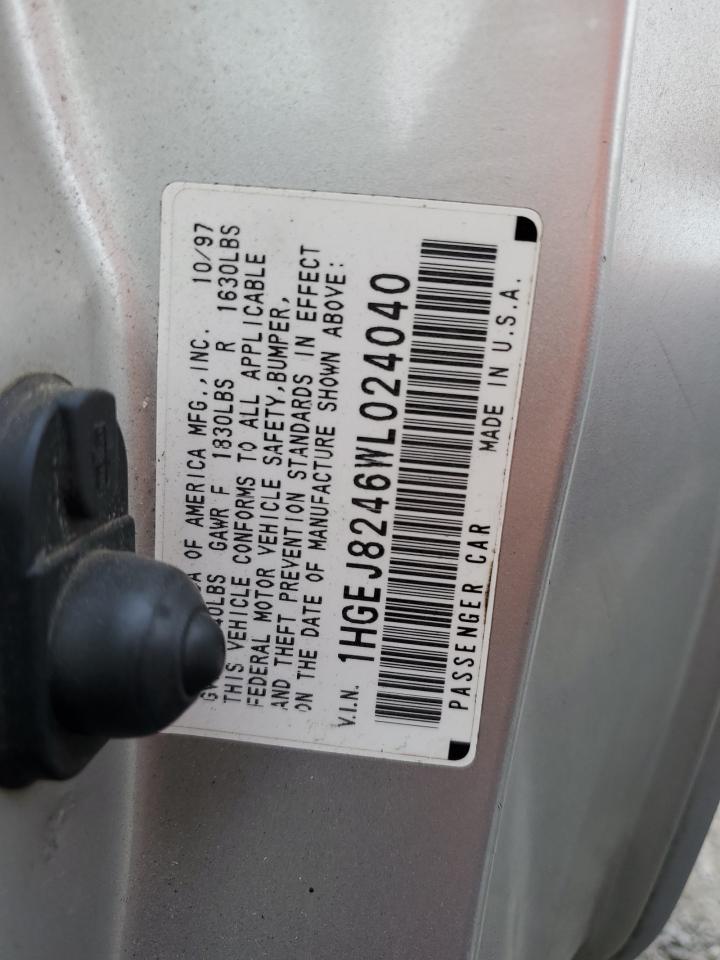 OF AMERICA MFG., INC. 10/97
40LBS GAWR F 1830LBS R 1630LBS
THIS VEHICLE CONFORMS TO ALL APPLICABLE
FEDERAL MOTOR VEHICLE SAFETY, BUMPER,
AND THEFT PREVENTION STANDARDS IN EFFECT
ON THE DATE OF MANUFACTURE SHOWN ABOVE:
V.I.N. 1HGEJ8246WL024040
PASSENGER CAR MADE IN U.S.A.